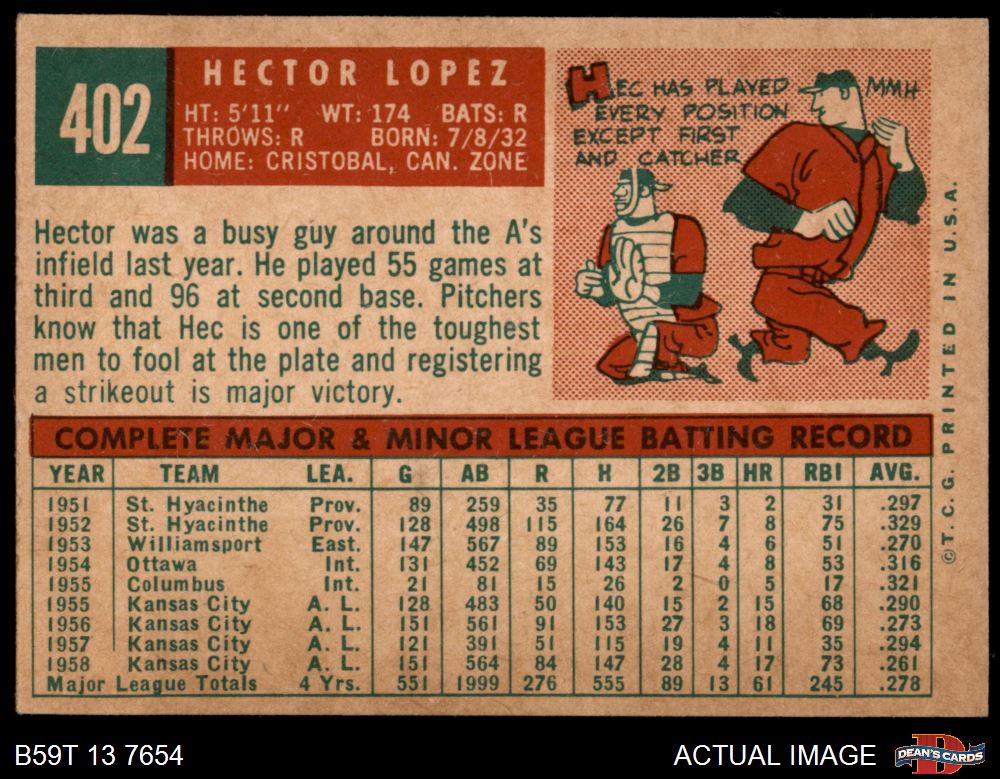 402
HECTOR LOPEZ
HT: 5'11" WT: 174 BATS: R
THROWS: R BORN: 7/8/32
HOME: CRISTOBAL, CAN. ZONE
HEC HAS PLAYED
EVERY POSITION
EXCEPT FIRST
AND CATCHER
MMH
Hector was a busy guy around the A's
infield last year. He played 55 games at
third and 96 at second base. Pitchers
know that Hec is one of the toughest
men to fool at the plate and registering
a strikeout is major victory.
COMPLETE MAJOR & MINOR LEAGUE BATTING RECORD
YEAR TEAM LEA. G AB R H 2B 3B HR RBI AVG.
1951 St. Hyacinthe Prov. 89 259 35 77 11 3 2 31 .297
1952 St. Hyacinthe Prov. 128 498 115 164 26 7 8 75 .329
1953 Williamsport East. 147 567 89 153 16 4 6 51 .270
1954 Ottawa Int. 131 452 69 143 17 4 8 53 .316
1955 Columbus Int. 21 81 15 26 2 0 5 17 .321
1955 Kansas City A. L. 128 483 50 140 15 2 15 68 .290
1956 Kansas City A. L. 151 561 91 153 27 3 18 69 .273
1957 Kansas City A. L. 121 391 51 115 19 4 11 35 .294
1958 Kansas City A. L. 151 564 84 147 28 4 17 73 .261
Major League Totals 4 Yrs. 551 1999 276 555 89 13 61 245 .278
© T. C. G. PRINTED IN U.S.A.
B59T 13 7654
ACTUAL IMAGE
DEAN'S CARDS